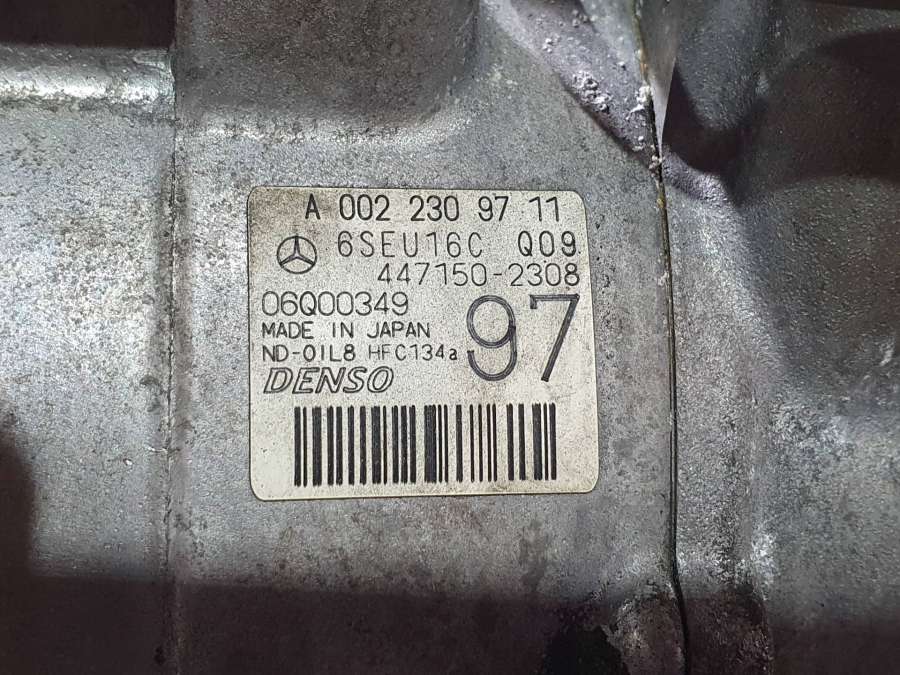 A 002 230 97 11
6SEU16C Q09
447150-2308
06Q00349
97
MADE IN JAPAN
ND-OIL8 HFC134a
DENSO